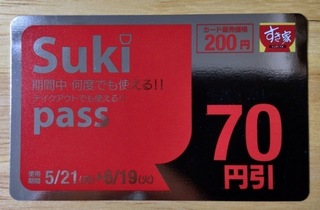 Suki
期間中 何度でも使える!!
テイクアウトでも使える!
pass
使用期間 5/21 6/19(火)
カード販売価格
200円
すき家
70
円引